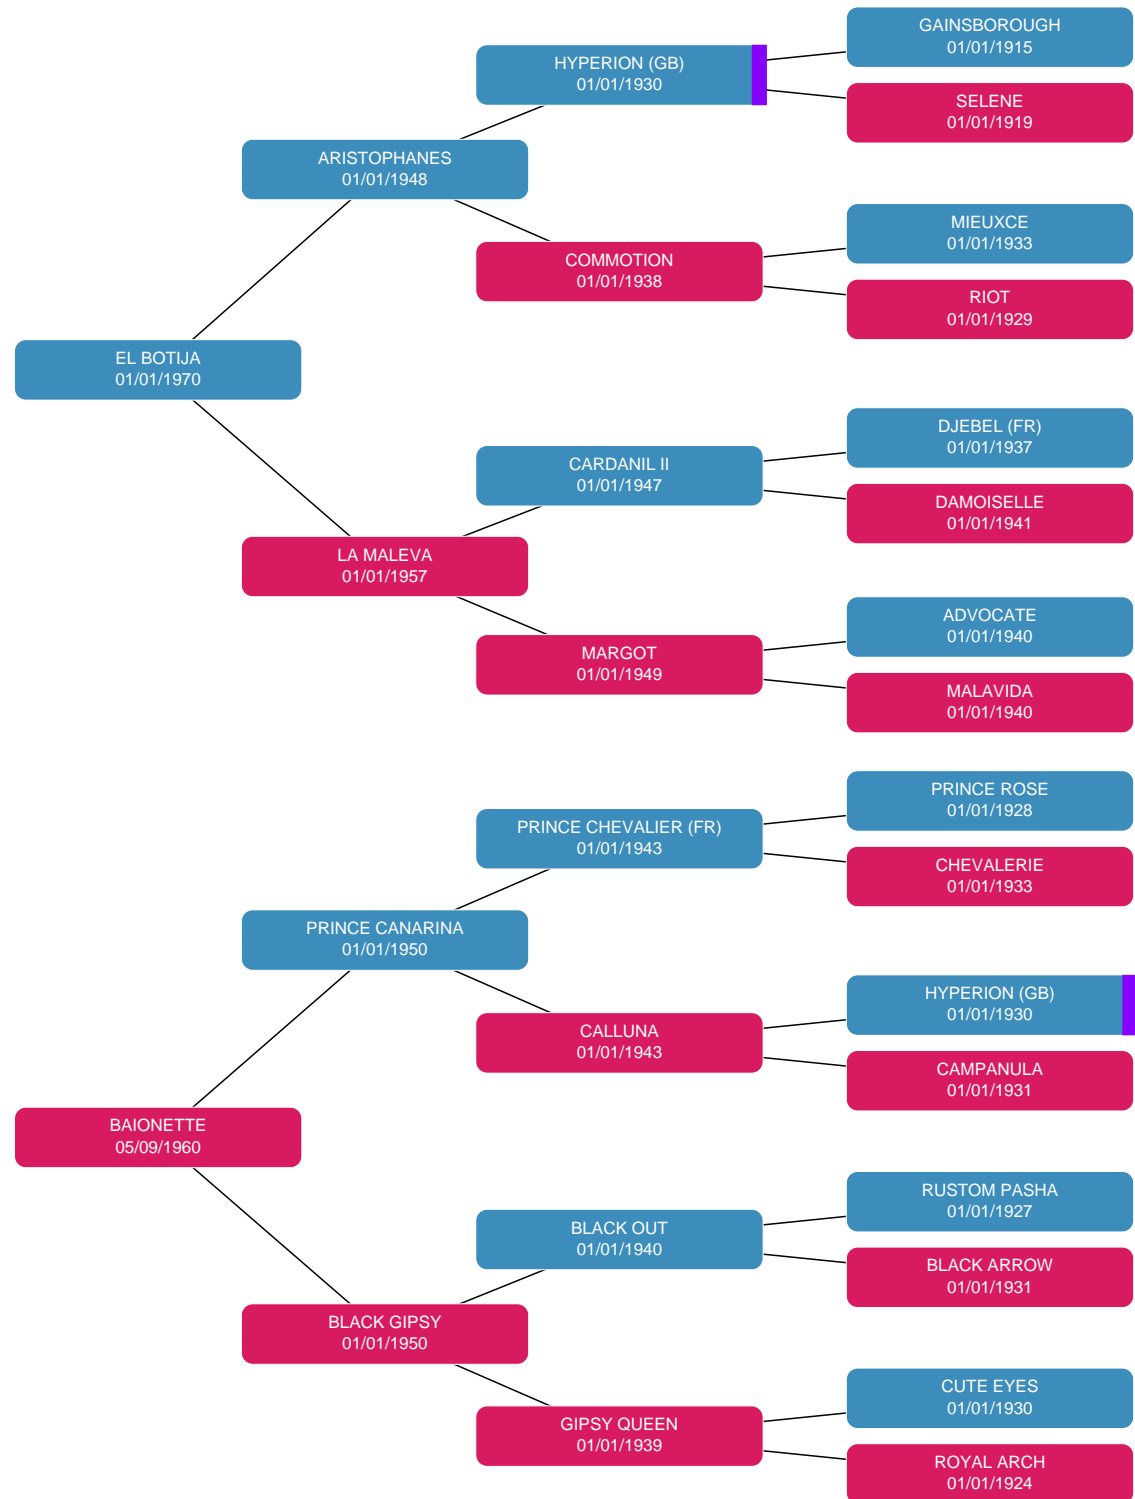 GAINSBOROUGH
01/01/1915
HYPERION (GB)
01/01/1930
SELENE
01/01/1919
ARISTOPHANES
01/01/1948
MIEUXCE
01/01/1933
COMMOTION
01/01/1938
RIOT
01/01/1929
EL BOTIJA
01/01/1970
DJEBEL (FR)
01/01/1937
CARDANIL II
01/01/1947
DAMOISELLE
01/01/1941
LA MALEVA
01/01/1957
ADVOCATE
01/01/1940
MARGOT
01/01/1949
MALAVIDA
01/01/1940
PRINCE ROSE
01/01/1928
PRINCE CHEVALIER (FR)
01/01/1943
CHEVALERIE
01/01/1933
PRINCE CANARINA
01/01/1950
HYPERION (GB)
01/01/1930
CALLUNA
01/01/1943
CAMPANULA
01/01/1931
BAIONETTE
05/09/1960
RUSTOM PASHA
01/01/1927
BLACK OUT
01/01/1940
BLACK ARROW
01/01/1931
BLACK GIPSY
01/01/1950
CUTE EYES
01/01/1930
GIPSY QUEEN
01/01/1939
ROYAL ARCH
01/01/1924